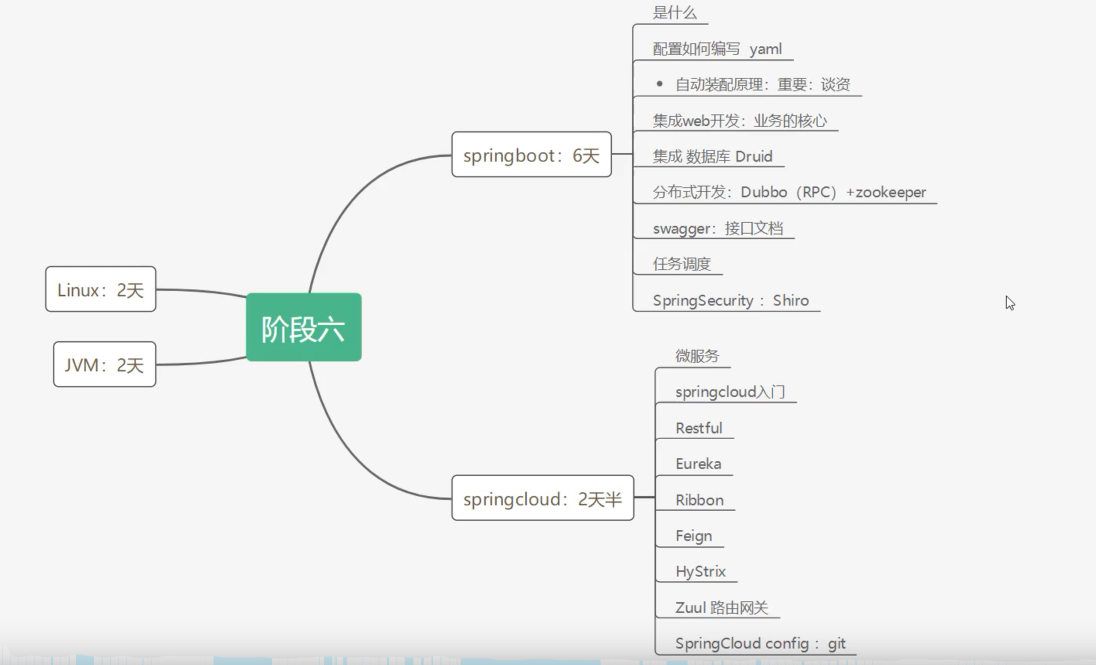 阶段六
springboot：6天
是什么
配置如何编写 yaml
• 自动装配原理：重要：谈资
集成web开发：业务的核心
集成 数据库 Druid
分布式开发：Dubbo（RPC）+zookeeper
swagger：接口文档
任务调度
SpringSecurity ：Shiro
Linux：2天
JVM：2天
springcloud：2天半
微服务
springcloud入门
Restful
Eureka
Ribbon
Feign
HyStrix
Zuul 路由网关
SpringCloud config ：git